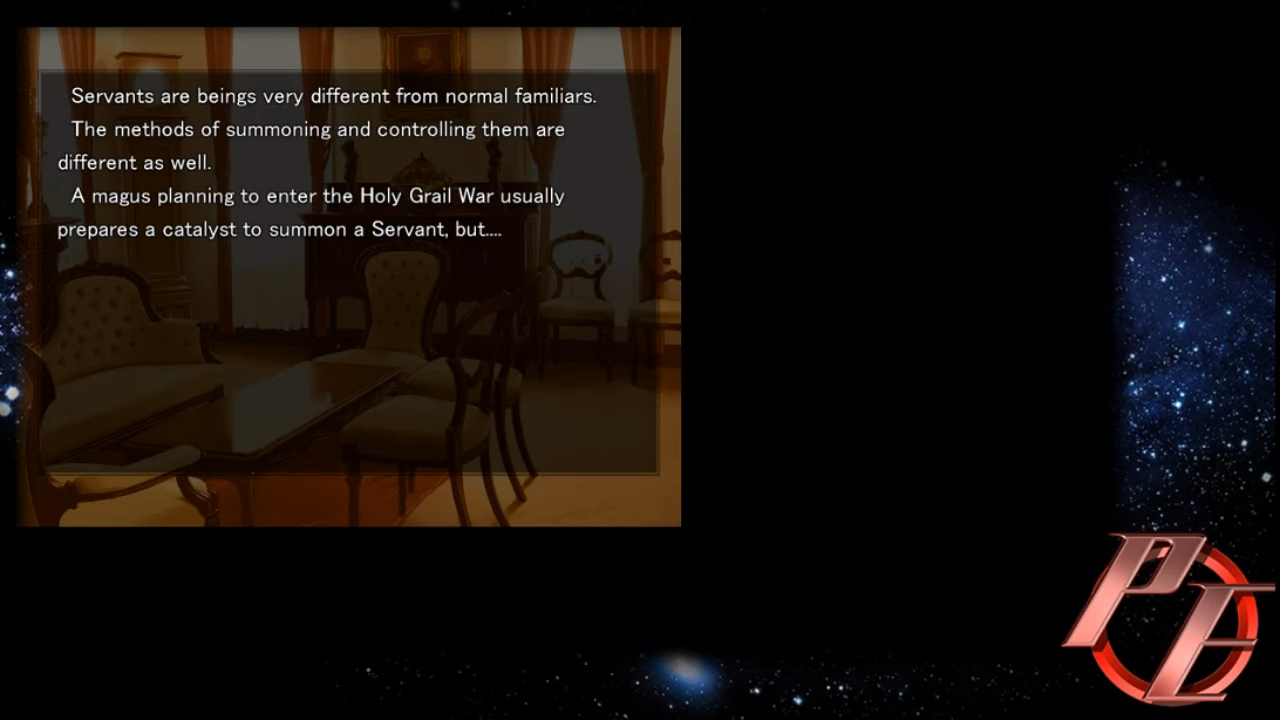 Servants are beings very different from normal familiars.
The methods of summoning and controlling them are
different as well.
A magus planning to enter the Holy Grail War usually
prepares a catalyst to summon a Servant, but....
PE